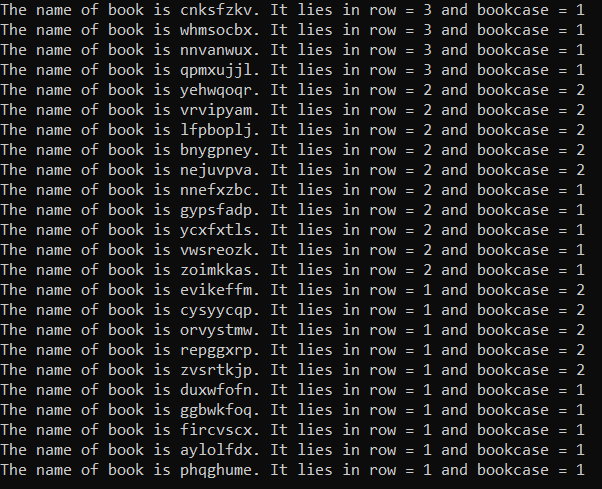 The name of book is cnksfzkv. It lies in row = 3 and bookcase = 1
The name of book is whmsocbx. It lies in row = 3 and bookcase = 1
The name of book is nnvanwux. It lies in row = 3 and bookcase = 1
The name of book is qpmxujjl. It lies in row = 3 and bookcase = 1
The name of book is yehwqoqr. It lies in row = 2 and bookcase = 2
The name of book is vrvipyam. It lies in row = 2 and bookcase = 2
The name of book is lfpboplj. It lies in row = 2 and bookcase = 2
The name of book is bnygpney. It lies in row = 2 and bookcase = 2
The name of book is nejuvpva. It lies in row = 2 and bookcase = 2
The name of book is nnefxzbc. It lies in row = 2 and bookcase = 1
The name of book is gypsfadp. It lies in row = 2 and bookcase = 1
The name of book is ycxfxtls. It lies in row = 2 and bookcase = 1
The name of book is vwsreozk. It lies in row = 2 and bookcase = 1
The name of book is zoimkkas. It lies in row = 2 and bookcase = 1
The name of book is evikeffm. It lies in row = 1 and bookcase = 2
The name of book is cysyycqp. It lies in row = 1 and bookcase = 2
The name of book is orvystmw. It lies in row = 1 and bookcase = 2
The name of book is repggxrp. It lies in row = 1 and bookcase = 2
The name of book is zvsrtkjp. It lies in row = 1 and bookcase = 2
The name of book is duxwfofn. It lies in row = 1 and bookcase = 1
The name of book is ggbwkfoq. It lies in row = 1 and bookcase = 1
The name of book is fircvscx. It lies in row = 1 and bookcase = 1
The name of book is aylolfdx. It lies in row = 1 and bookcase = 1
The name of book is phqghume. It lies in row = 1 and bookcase = 1